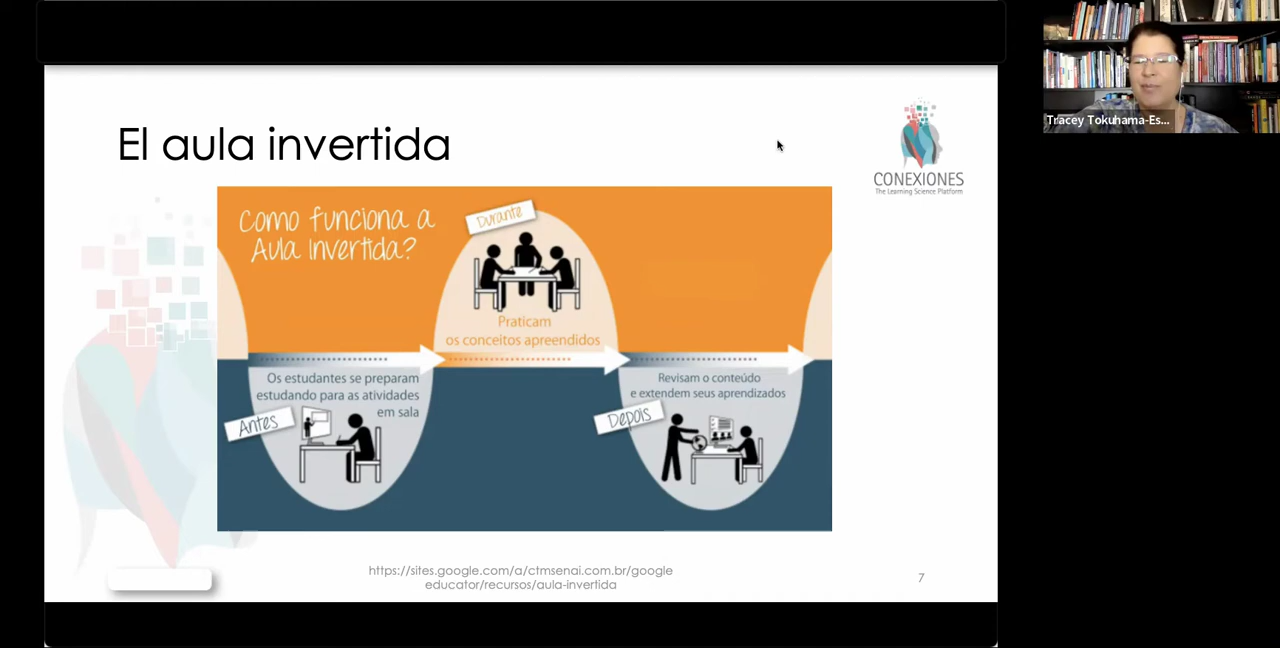 El aula invertida
CONEXIONES
The Learning Science Platform
Como funciona a
Aula Invertida?
Durante
Praticam
os conceitos apreendidos
Os estudantes se preparam
estudando para as atividades
em sala
Antes
Revisam o conteúdo
e extendem seus aprendizados
Depois
https://sites.google.com/a/ctmsenai.com.br/google
educator/recursos/aula-invertida
7
Tracey Tokuhama-Es...